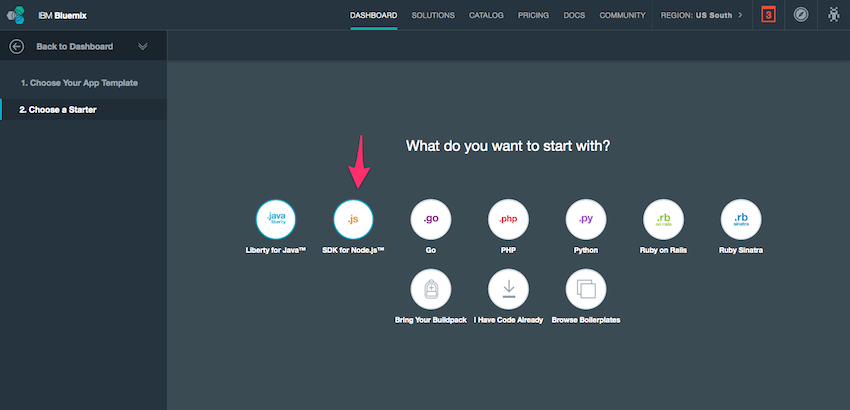 IBM Bluemix
DASHBOARD SOLUTIONS CATALOG PRICING DOCS COMMUNITY REGION: US South > 3
Back to Dashboard
1. Choose Your App Template
2. Choose a Starter
What do you want to start with?
.java
liberty
Liberty for Java™
.js
SDK for Node.js™
.go
Go
.php
PHP
.py
Python
.rb
on rails
Ruby on Rails
.rb
sinatra
Ruby Sinatra
Bring Your Buildpack
I Have Code Already
Browse Boilerplates